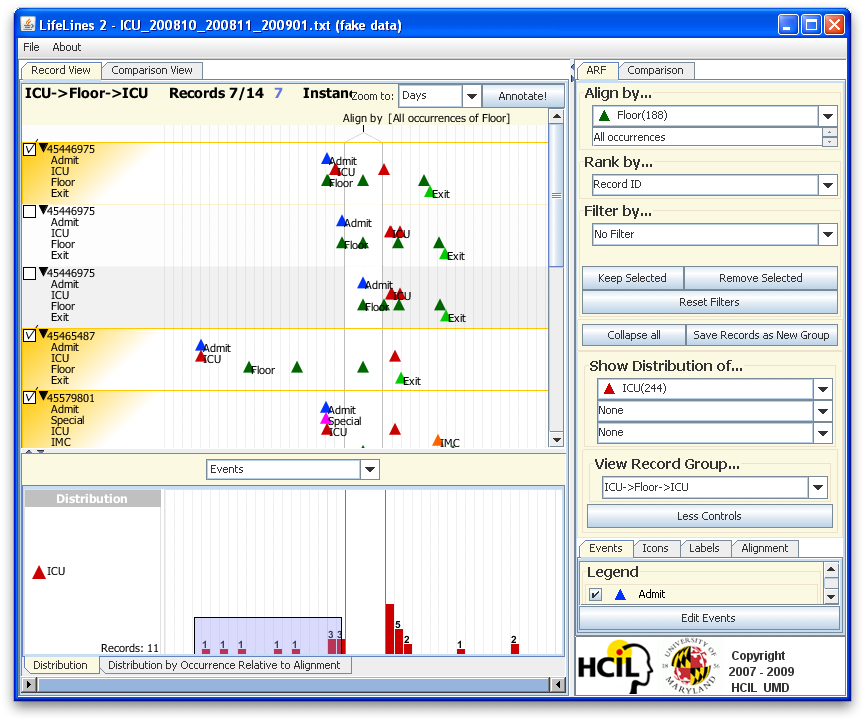 LifeLines 2 - ICU_200810_200811_200901.txt (fake data)
File About
Record View Comparison View
ICU->Floor->ICU Records 7/14 7 Zoom to: Days Annotate!
Align by [All occurrences of Floor]
45446975
Admit Admit
ICU ICU
Floor Floor
Exit Exit
45446975
Admit Admit
ICU ICU
Floor Floor
Exit Exit
45446975
Admit Admit
ICU ICU
Floor Floor
Exit Exit
45465487
Admit Admit
ICU ICU
Floor Floor
Exit Exit
45579801
Admit Admit
Special Special
ICU ICU
IMC IMC
Events
Distribution
ICU
Records: 11
1 1 1 1 1 3 3 5 2 1 2
Distribution Distribution by Occurrence Relative to Alignment
ARF Comparison
Align by...
Floor(188)
All occurrences
Rank by...
Record ID
Filter by...
No Filter
Keep Selected Remove Selected
Reset Filters
Collapse all Save Records as New Group
Show Distribution of...
ICU(244)
None
None
View Record Group...
ICU->Floor->ICU
Less Controls
Events Icons Labels Alignment
Legend
Admit
Edit Events
HCIL UNIVERSITY OF MARYLAND 18 56
Copyright
2007 - 2009
HCIL UMD